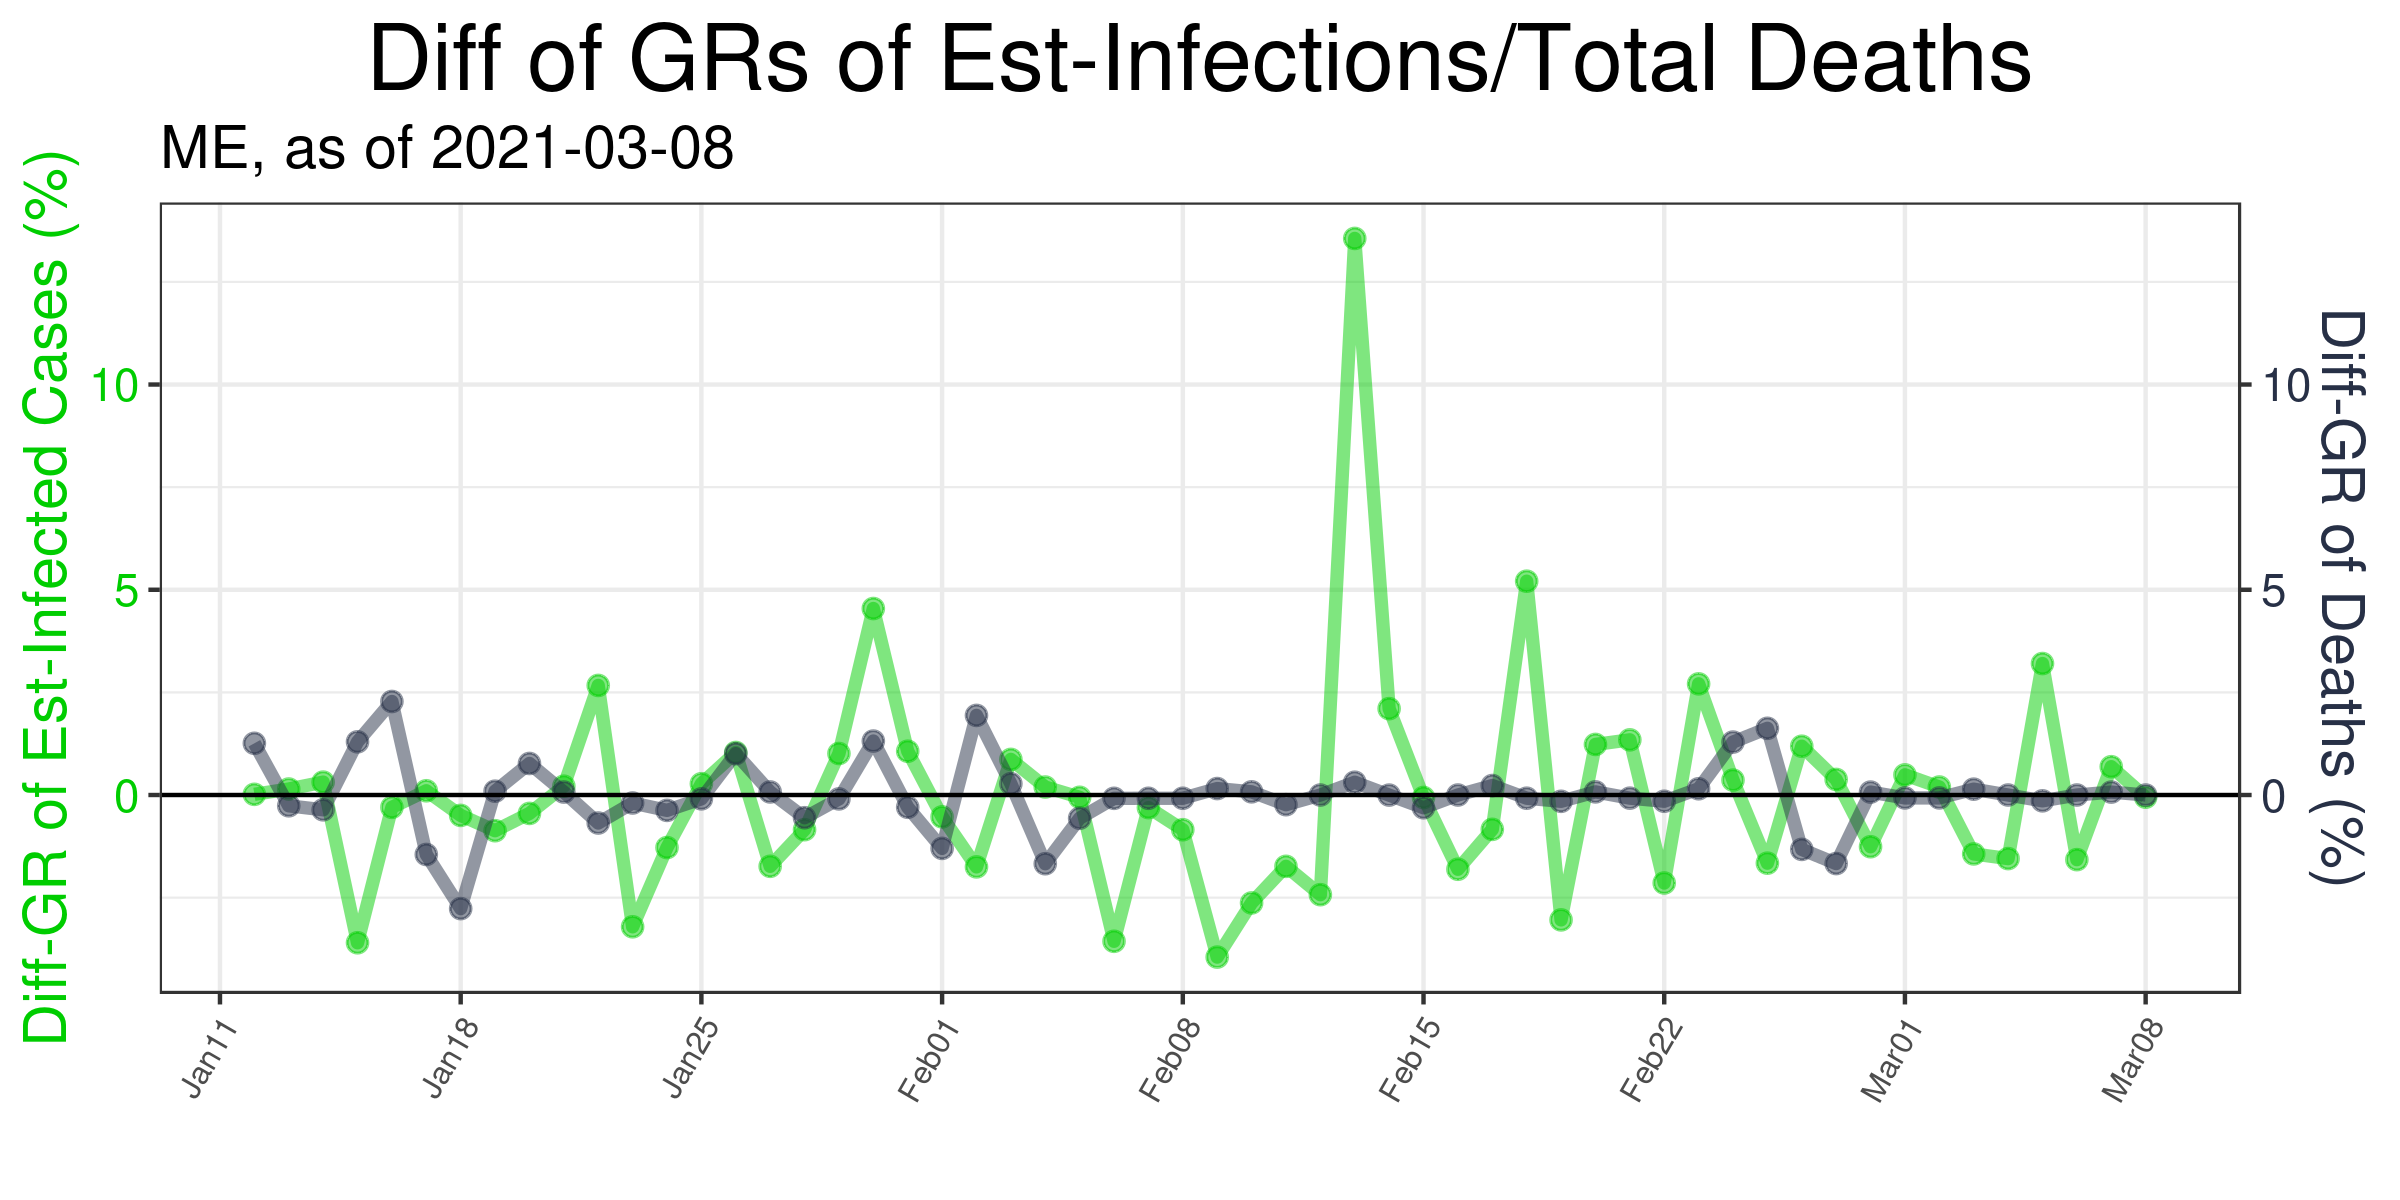 Diff of GRs of Est-Infections/Total Deaths
ME, as of 2021-03-08
Diff-GR of Est-Infected Cases (%)
10
5
0
10
5
0
Diff-GR of Deaths (%)
Jan11
Jan18
Jan25
Feb01
Feb08
Feb15
Feb22
Mar01
Mar08